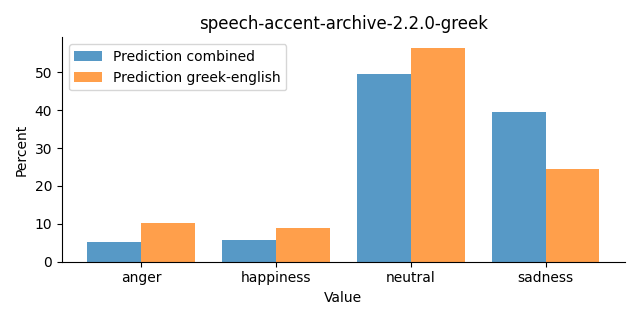 speech-accent-archive-2.2.0-greek
Prediction combined
Prediction greek-english
Percent
50
40
30
20
10
0
anger happiness neutral sadness
Value